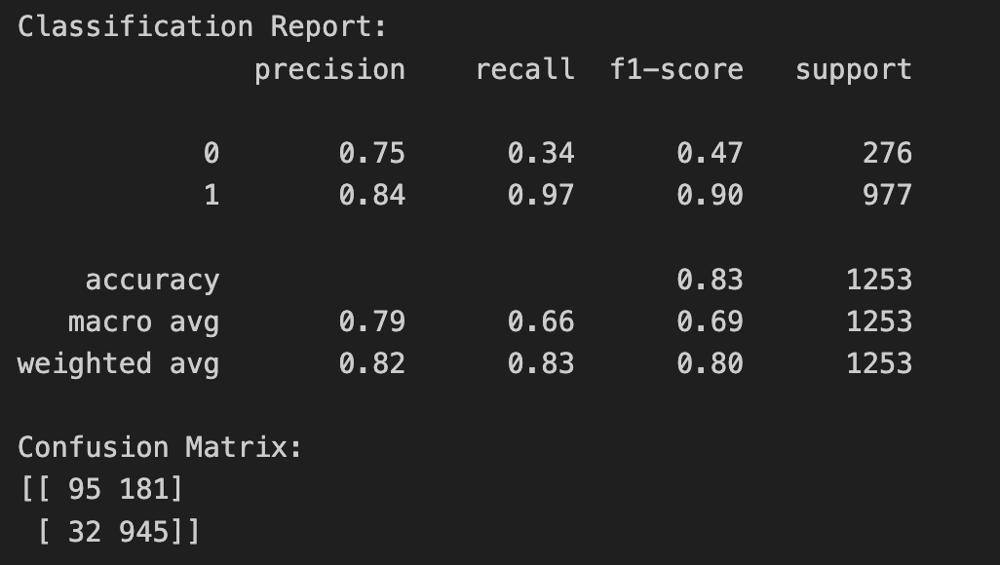 Classification Report:
precision recall f1-score support
0 0.75 0.34 0.47 276
1 0.84 0.97 0.90 977
accuracy 0.83 1253
macro avg 0.79 0.66 0.69 1253
weighted avg 0.82 0.83 0.80 1253
Confusion Matrix:
[[ 95 181]
[ 32 945]]